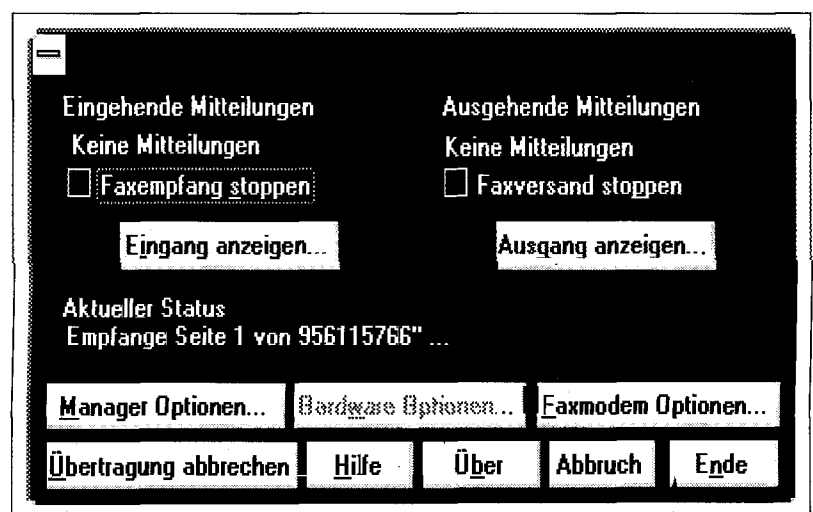 Eingehende Mitteilungen
Ausgehende Mitteilungen
Keine Mitteilungen
Keine Mitteilungen
Faxempfang stoppen
Faxversand stoppen
Eingang anzeigen...
Ausgang anzeigen...
Aktueller Status
Empfange Seite 1 von 956115766" ...
Manager Optionen...
Hardware Optionen...
Faxmodem Optionen...
Übertragung abbrechen
Hilfe
Über
Abbruch
Ende